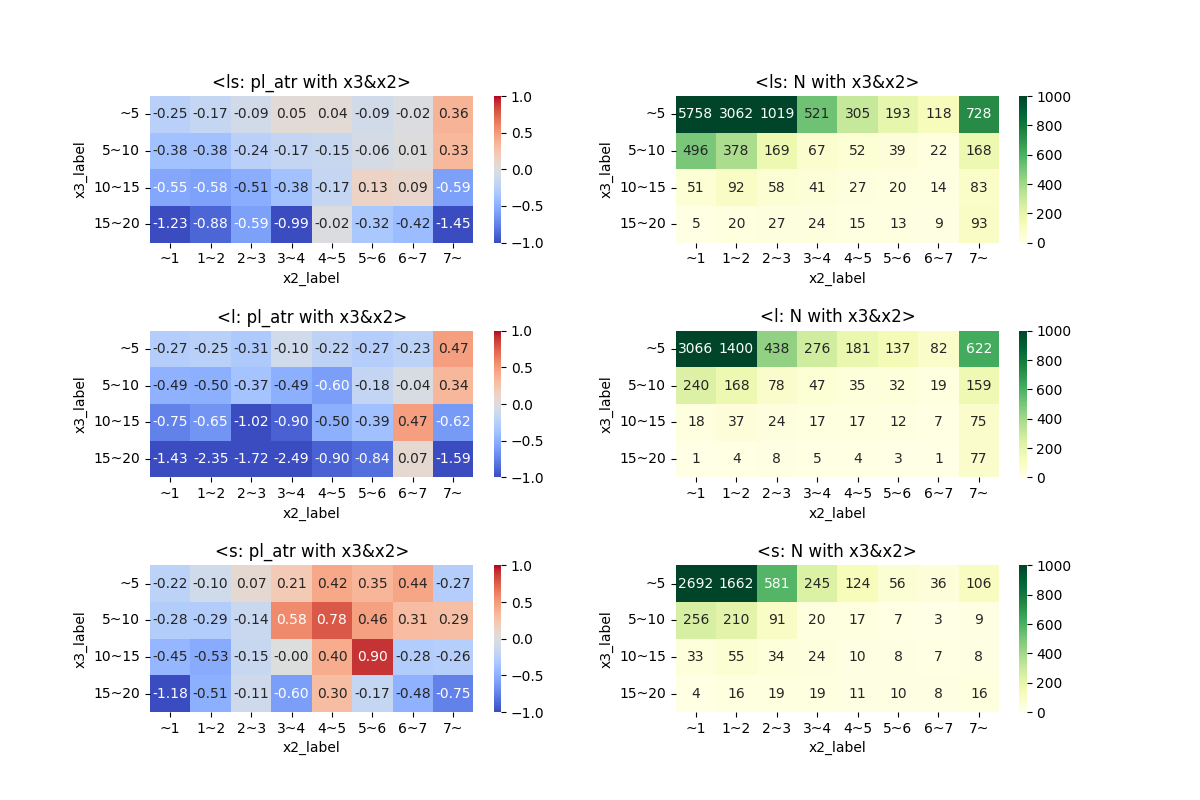 <ls: pl_atr with x3&x2>
x3_label
~5 -0.25 -0.17 -0.09 0.05 0.04 -0.09 -0.02 0.36
5~10 -0.38 -0.38 -0.24 -0.17 -0.15 -0.06 0.01 0.33
10~15 -0.55 -0.58 -0.51 -0.38 -0.17 0.13 0.09 -0.59
15~20 -1.23 -0.88 -0.59 -0.99 -0.02 -0.32 -0.42 -1.45
~1 1~2 2~3 3~4 4~5 5~6 6~7 7~
x2_label
1.0
0.5
0.0
−0.5
−1.0
<ls: N with x3&x2>
x3_label
~5 5758 3062 1019 521 305 193 118 728
5~10 496 378 169 67 52 39 22 168
10~15 51 92 58 41 27 20 14 83
15~20 5 20 27 24 15 13 9 93
~1 1~2 2~3 3~4 4~5 5~6 6~7 7~
x2_label
1000
800
600
400
200
0
<l: pl_atr with x3&x2>
x3_label
~5 -0.27 -0.25 -0.31 -0.10 -0.22 -0.27 -0.23 0.47
5~10 -0.49 -0.50 -0.37 -0.49 -0.60 -0.18 -0.04 0.34
10~15 -0.75 -0.65 -1.02 -0.90 -0.50 -0.39 0.47 -0.62
15~20 -1.43 -2.35 -1.72 -2.49 -0.90 -0.84 0.07 -1.59
~1 1~2 2~3 3~4 4~5 5~6 6~7 7~
x2_label
1.0
0.5
0.0
−0.5
−1.0
<l: N with x3&x2>
x3_label
~5 3066 1400 438 276 181 137 82 622
5~10 240 168 78 47 35 32 19 159
10~15 18 37 24 17 17 12 7 75
15~20 1 4 8 5 4 3 1 77
~1 1~2 2~3 3~4 4~5 5~6 6~7 7~
x2_label
1000
800
600
400
200
0
<s: pl_atr with x3&x2>
x3_label
~5 -0.22 -0.10 0.07 0.21 0.42 0.35 0.44 -0.27
5~10 -0.28 -0.29 -0.14 0.58 0.78 0.46 0.31 0.29
10~15 -0.45 -0.53 -0.15 -0.00 0.40 0.90 -0.28 -0.26
15~20 -1.18 -0.51 -0.11 -0.60 0.30 -0.17 -0.48 -0.75
~1 1~2 2~3 3~4 4~5 5~6 6~7 7~
x2_label
1.0
0.5
0.0
−0.5
−1.0
<s: N with x3&x2>
x3_label
~5 2692 1662 581 245 124 56 36 106
5~10 256 210 91 20 17 7 3 9
10~15 33 55 34 24 10 8 7 8
15~20 4 16 19 19 11 10 8 16
~1 1~2 2~3 3~4 4~5 5~6 6~7 7~
x2_label
1000
800
600
400
200
0